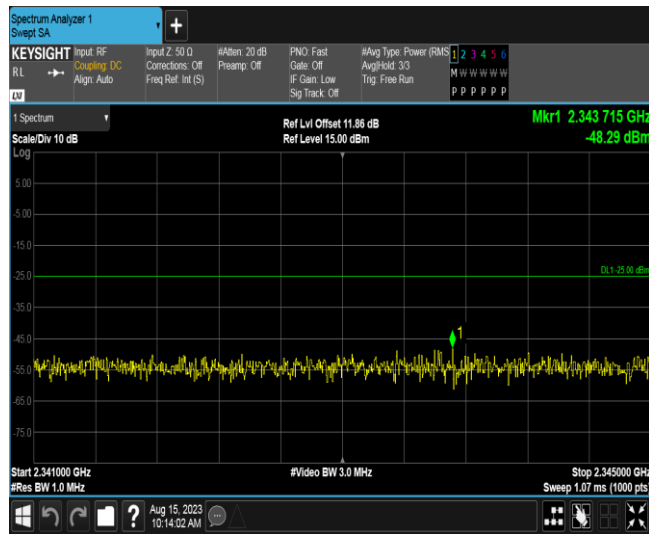 Spectrum Analyzer 1
Swept SA
+
KEYSIGHT
RL
LXI
Input: RF
Coupling: DC
Align: Auto
Input Z: 50 Ω
Corrections: Off
Freq Ref: Int (S)
#Atten: 20 dB
Preamp: Off
PNO: Fast
Gate: Off
IF Gain: Low
Sig Track: Off
#Avg Type: Power (RMS
Avg|Hold: 3/3
Trig: Free Run
1 2 3 4 5 6
M W W W W W
P P P P P P
1 Spectrum
Scale/Div 10 dB
Ref Lvl Offset 11.86 dB
Ref Level 15.00 dBm
Mkr1 2.343 715 GHz
-48.29 dBm
Log
5.00
-5.00
-15.0
DL1 -25.00 dBm
-25.0
-35.0
1
-45.0
-55.0
-65.0
-75.0
Start 2.341000 GHz
#Video BW 3.0 MHz
Stop 2.345000 GHz
#Res BW 1.0 MHz
Sweep 1.07 ms (1000 pts)
?
Aug 15, 2023
10:14:02 AM